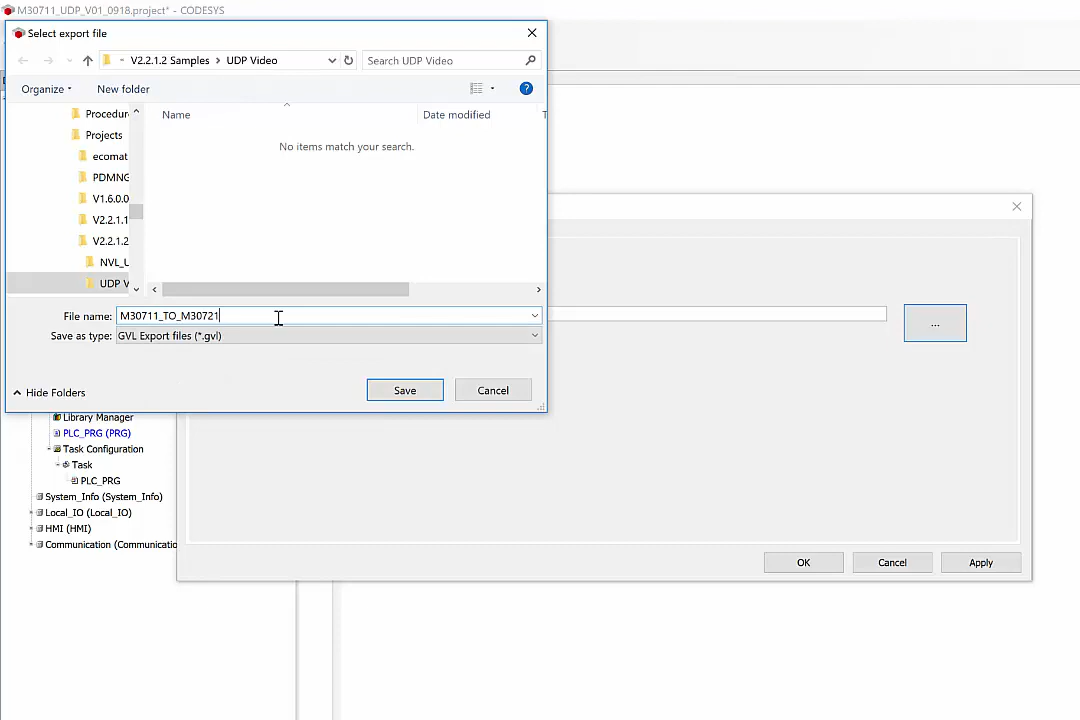 M30711_UDP_V01_0918.project* - CODESYS
Select export file
V2.2.1.2 Samples
UDP Video
Search UDP Video
Organize
New folder
?
Name
Date modified
T
No items match your search.
Procedur
Projects
ecomat
PDMNG
V1.6.0.0
V2.2.1.1
V2.2.1.2
NVL_U
UDP V
File name: M30711_TO_M30721
Save as type: GVL Export files (*.gvl)
Hide Folders
Save
Cancel
...
Library Manager
PLC_PRG (PRG)
Task Configuration
Task
PLC_PRG
System_Info (System_Info)
Local_IO (Local_IO)
HMI (HMI)
Communication (Communicatio
OK
Cancel
Apply